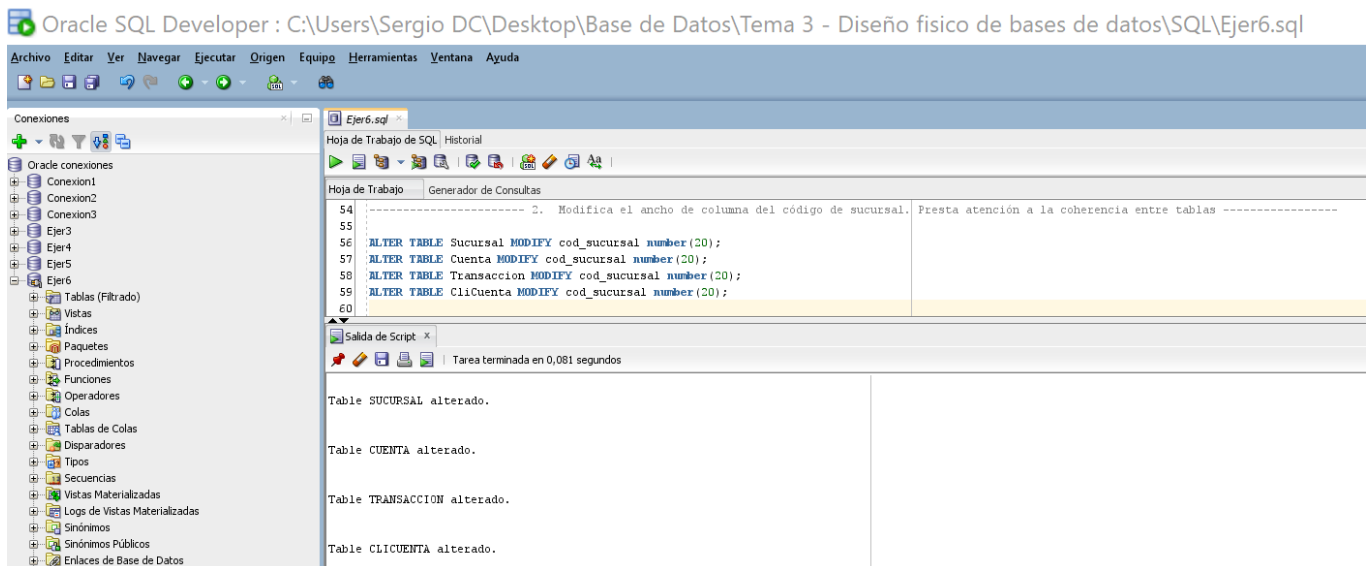 Oracle SQL Developer : C:\Users\Sergio DC\Desktop\Base de Datos\Tema 3 - Diseño fisico de bases de datos\SQL\Ejer6.sql
Archivo Editar Ver Navegar Ejecutar Origen Equipo Herramientas Ventana Ayuda
Conexiones
Oracle conexiones
Conexion1
Conexion2
Conexion3
Ejer3
Ejer4
Ejer5
Ejer6
Tablas (Filtrado)
Vistas
Índices
Paquetes
Procedimientos
Funciones
Operadores
Colas
Tablas de Colas
Disparadores
Tipos
Secuencias
Vistas Materializadas
Logs de Vistas Materializadas
Sinónimos
Sinónimos Públicos
Enlaces de Base de Datos
Ejer6.sql
Hoja de Trabajo de SQL Historial
Hoja de Trabajo Generador de Consultas
54 ----------------------- 2. Modifica el ancho de columna del código de sucursal. Presta atención a la coherencia entre tablas -----------------
55
56 ALTER TABLE Sucursal MODIFY cod_sucursal number(20);
57 ALTER TABLE Cuenta MODIFY cod_sucursal number(20);
58 ALTER TABLE Transaccion MODIFY cod_sucursal number(20);
59 ALTER TABLE CliCuenta MODIFY cod_sucursal number(20);
60
Salida de Script x
Tarea terminada en 0,081 segundos
Table SUCURSAL alterado.
Table CUENTA alterado.
Table TRANSACCION alterado.
Table CLICUENTA alterado.